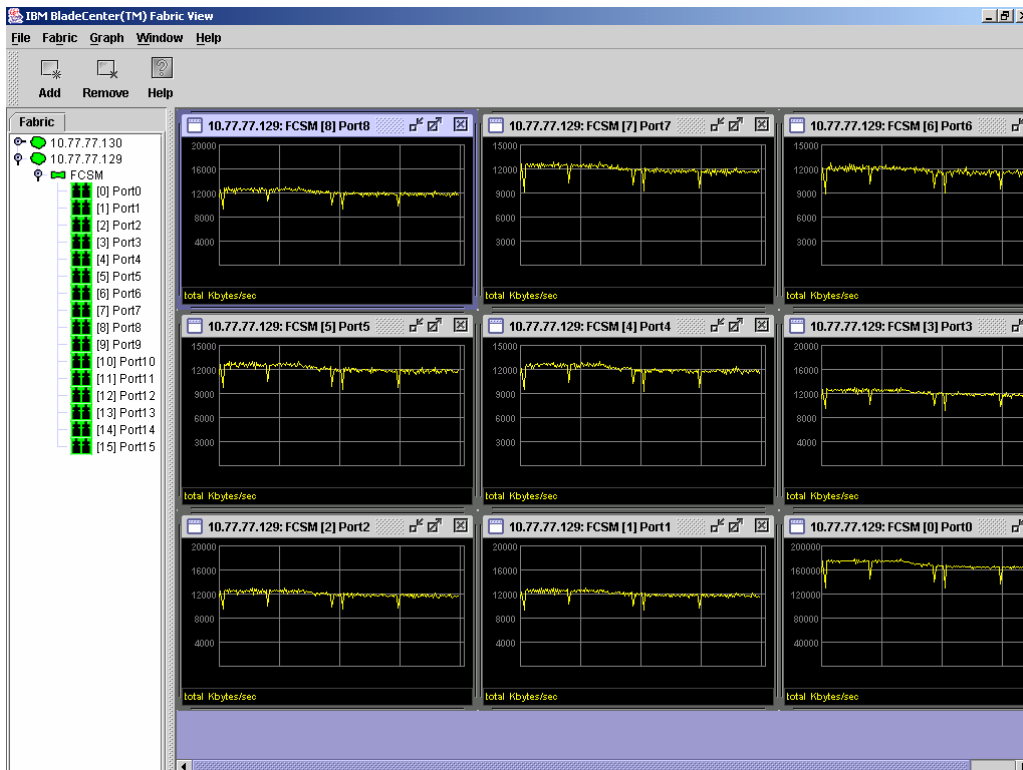 IBM BladeCenter(TM) Fabric View
File Fabric Graph Window Help
Add Remove Help
Fabric
10.77.77.130
10.77.77.129
FCSM
[0] Port0
[1] Port1
[2] Port2
[3] Port3
[4] Port4
[5] Port5
[6] Port6
[7] Port7
[8] Port8
[9] Port9
[10] Port10
[11] Port11
[12] Port12
[13] Port13
[14] Port14
[15] Port15
10.77.77.129: FCSM [8] Port8
20000
16000
12000
8000
4000
total Kbytes/sec
10.77.77.129: FCSM [7] Port7
15000
12000
9000
6000
3000
total Kbytes/sec
10.77.77.129: FCSM [6] Port6
15000
12000
9000
6000
3000
total Kbytes/sec
10.77.77.129: FCSM [5] Port5
15000
12000
9000
6000
3000
total Kbytes/sec
10.77.77.129: FCSM [4] Port4
15000
12000
9000
6000
3000
total Kbytes/sec
10.77.77.129: FCSM [3] Port3
20000
16000
12000
8000
4000
total Kbytes/sec
10.77.77.129: FCSM [2] Port2
20000
16000
12000
8000
4000
total Kbytes/sec
10.77.77.129: FCSM [1] Port1
20000
16000
12000
8000
4000
total Kbytes/sec
10.77.77.129: FCSM [0] Port0
200000
160000
120000
80000
40000
total Kbytes/sec